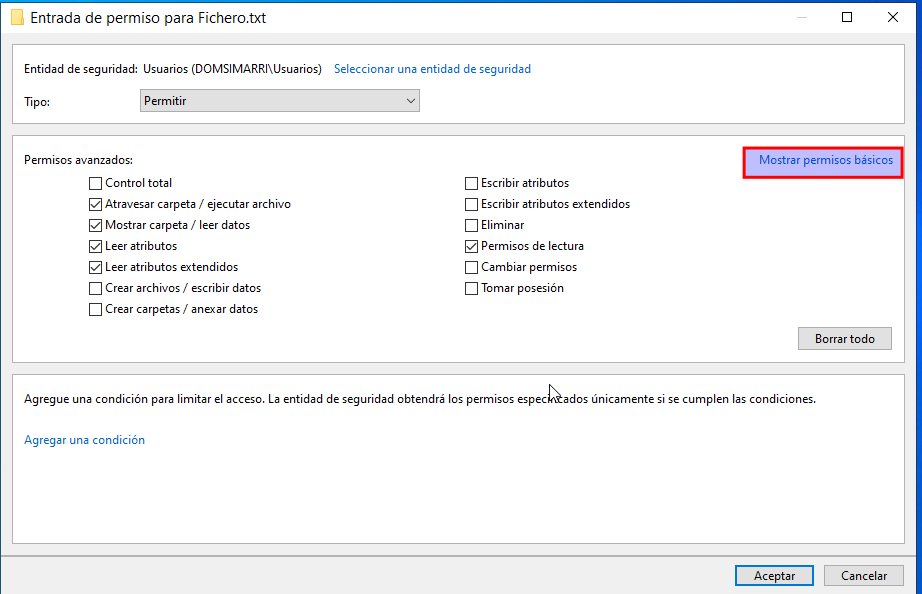 Entrada de permiso para Fichero.txt
Entidad de seguridad: Usuarios (DOMSIMARRI\Usuarios) Seleccionar una entidad de seguridad
Tipo: Permitir
Permisos avanzados: Mostrar permisos básicos
Control total Escribir atributos
Atravesar carpeta / ejecutar archivo Escribir atributos extendidos
Mostrar carpeta / leer datos Eliminar
Leer atributos Permisos de lectura
Leer atributos extendidos Cambiar permisos
Crear archivos / escribir datos Tomar posesión
Crear carpetas / anexar datos
Borrar todo
Agregue una condición para limitar el acceso. La entidad de seguridad obtendrá los permisos especificados únicamente si se cumplen las condiciones.
Agregar una condición
Aceptar Cancelar